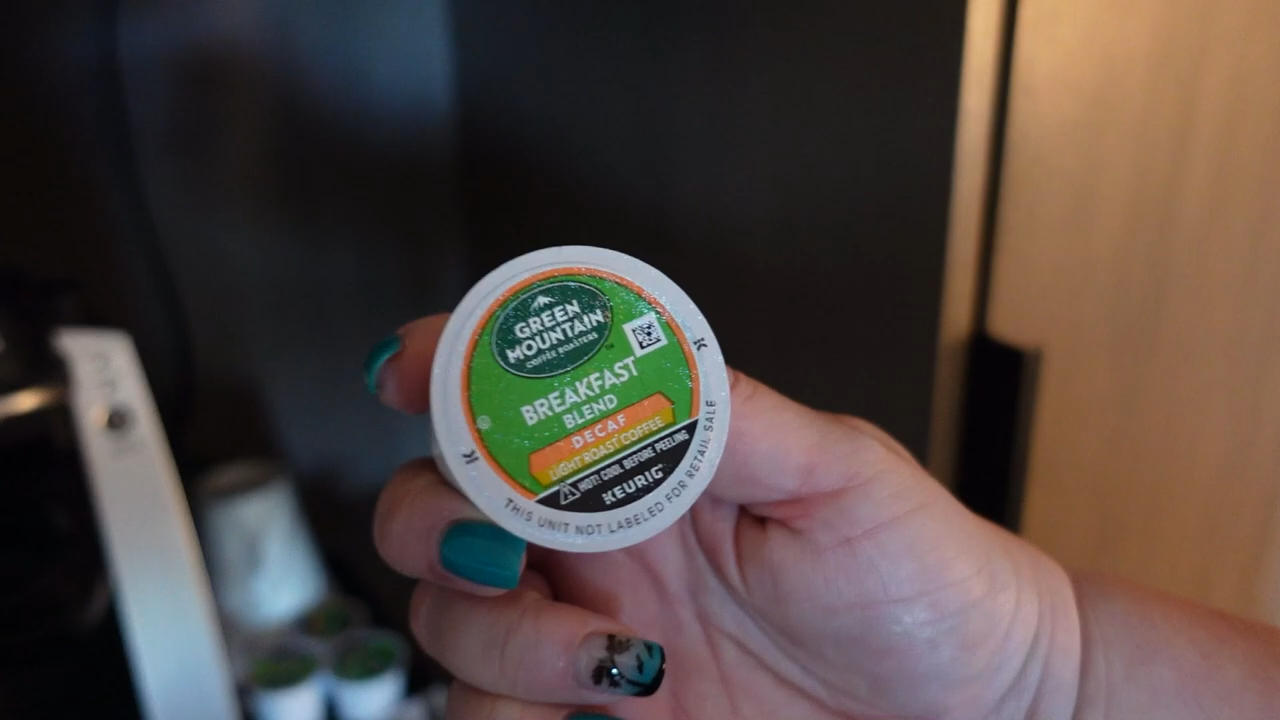 GREEN
MOUNTAIN
COFFEE ROASTERS
BREAKFAST
BLEND
DECAF
LIGHT ROAST COFFEE
HOT! COOL BEFORE PEELING
KEURIG
THIS UNIT NOT LABELED FOR RETAIL SALE
K
K